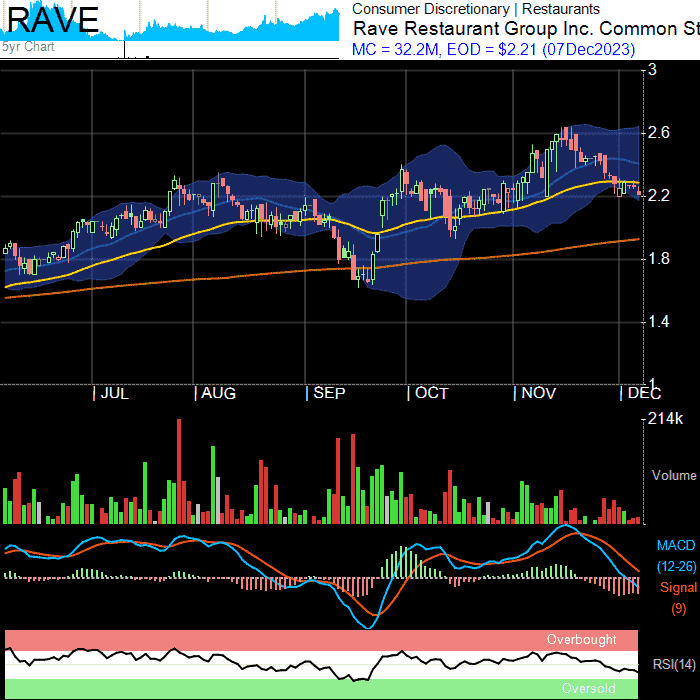 RAVE
5yr Chart
Consumer Discretionary | Restaurants
Rave Restaurant Group Inc. Common St
MC = 32.2M, EOD = $2.21 (07Dec2023)
3
2.6
2.2
1.8
1.4
1
JUL
AUG
SEP
OCT
NOV
DEC
214k
Volume
MACD
(12-26)
Signal
(9)
Overbought
RSI(14)
Oversold